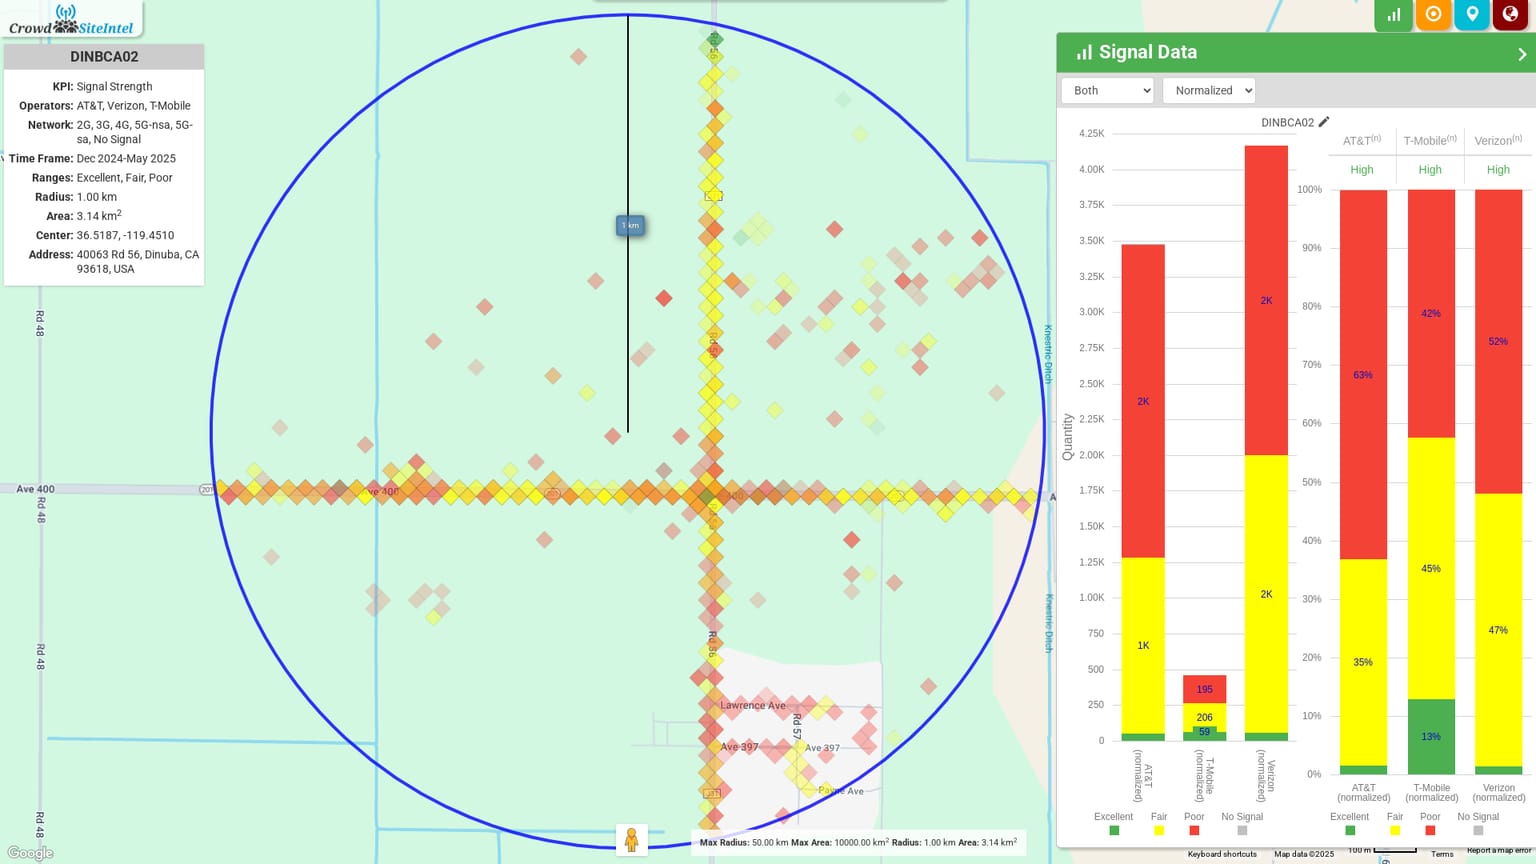 CrowdSiteIntel
DINBCA02
KPI: Signal Strength
Operators: AT&T, Verizon, T-Mobile
Network: 2G, 3G, 4G, 5G-nsa, 5G-
sa, No Signal
Time Frame: Dec 2024-May 2025
Ranges: Excellent, Fair, Poor
Radius: 1.00 km
Area: 3.14 km²
Center: 36.5187, -119.4510
Address: 40063 Rd 56, Dinuba, CA
93618, USA
1 km
Rd 56
Rd 48
Knestric Ditch
Ave 400
201
Ave 400
Rd 48
Knestric Ditch
Rd 56
Rd 48
Lawrence Ave
Rd 57
Ave 397
Ave 397
Payne Ave
Rd 48
Google
Max Radius: 50.00 km Max Area: 10000.00 km² Radius: 1.00 km Area: 3.14 km²
Signal Data
Both
Normalized
DINBCA02
Quantity
4.25K
4.00K
3.75K
3.50K
3.25K
3.00K
2.75K
2.50K
2.25K
2.00K
1.75K
1.50K
1.25K
1.00K
750
500
250
0
2K
1K
195
206
59
2K
2K
AT&T
(normalized)
T-Mobile
(normalized)
Verizon
(normalized)
Excellent Fair Poor No Signal
AT&T(n) T-Mobile(n) Verizon(n)
High High High
100%
90%
80%
70%
60%
50%
40%
30%
20%
10%
0%
63%
35%
42%
45%
13%
52%
47%
AT&T
(normalized)
T-Mobile
(normalized)
Verizon
(normalized)
Excellent Fair Poor No Signal
Keyboard shortcuts Map data ©2025 100 m Terms Report a map error